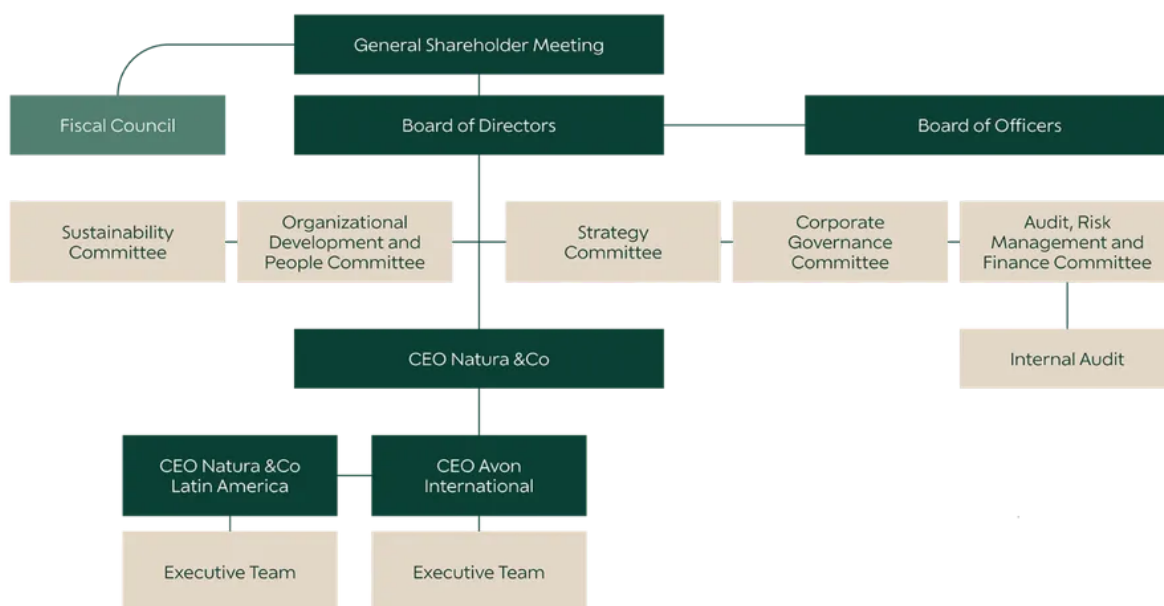 General Shareholder Meeting
Fiscal Council
Board of Directors
Board of Officers
Sustainability
Committee
Organizational
Development and
People Committee
Strategy
Committee
Corporate
Governance
Committee
Audit, Risk
Management and
Finance Committee
CEO Natura &Co
Internal Audit
CEO Natura &Co
Latin America
CEO Avon
International
Executive Team
Executive Team